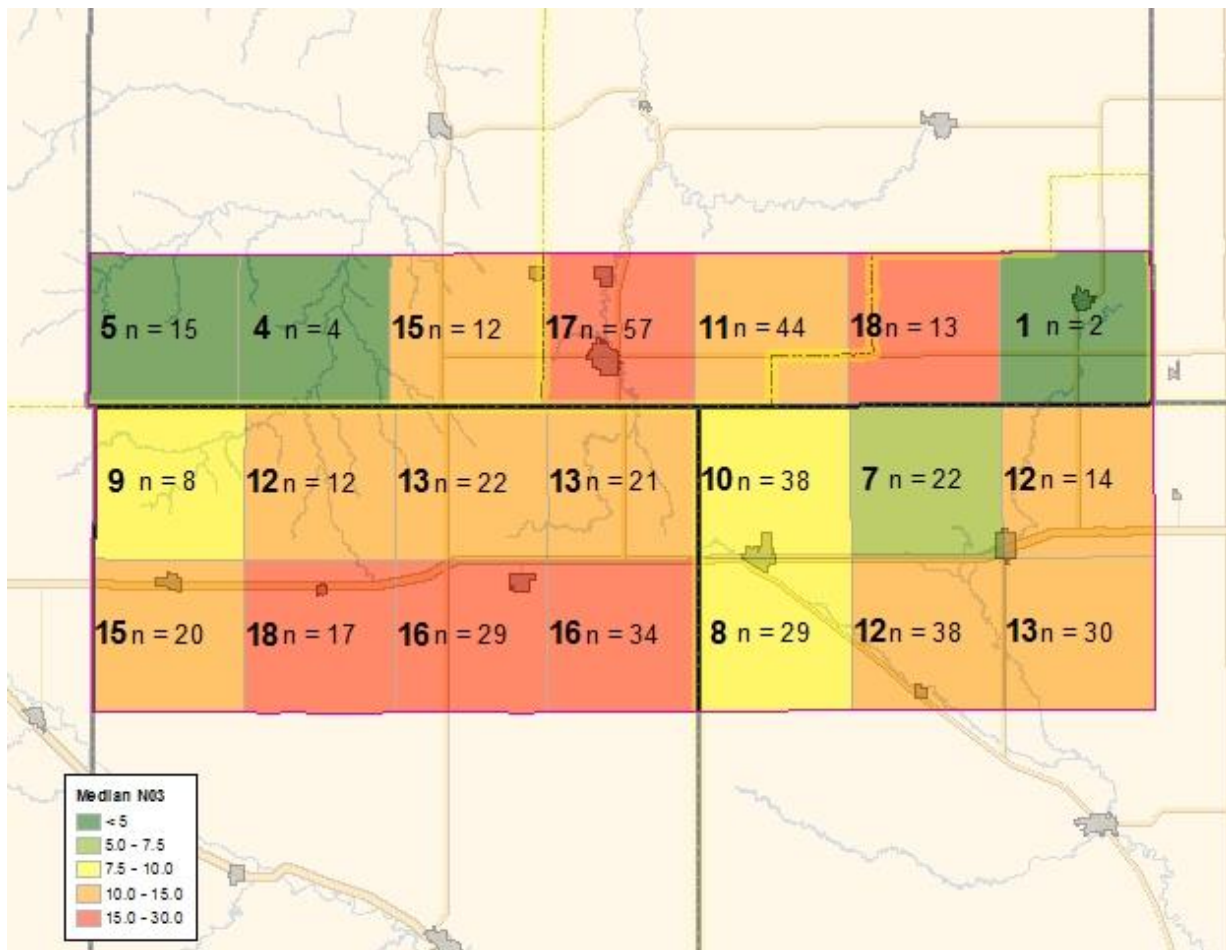 5 n = 15 4 n = 4 15 n = 12 17 n = 57 11 n = 44 18 n = 13 1 n = 2
9 n = 8 12 n = 12 13 n = 22 13 n = 21 10 n = 38 7 n = 22 12 n = 14
15 n = 20 18 n = 17 16 n = 29 16 n = 34 8 n = 29 12 n = 38 13 n = 30
Median N03
< 5
5.0 - 7.5
7.5 - 10.0
10.0 - 15.0
15.0 - 30.0